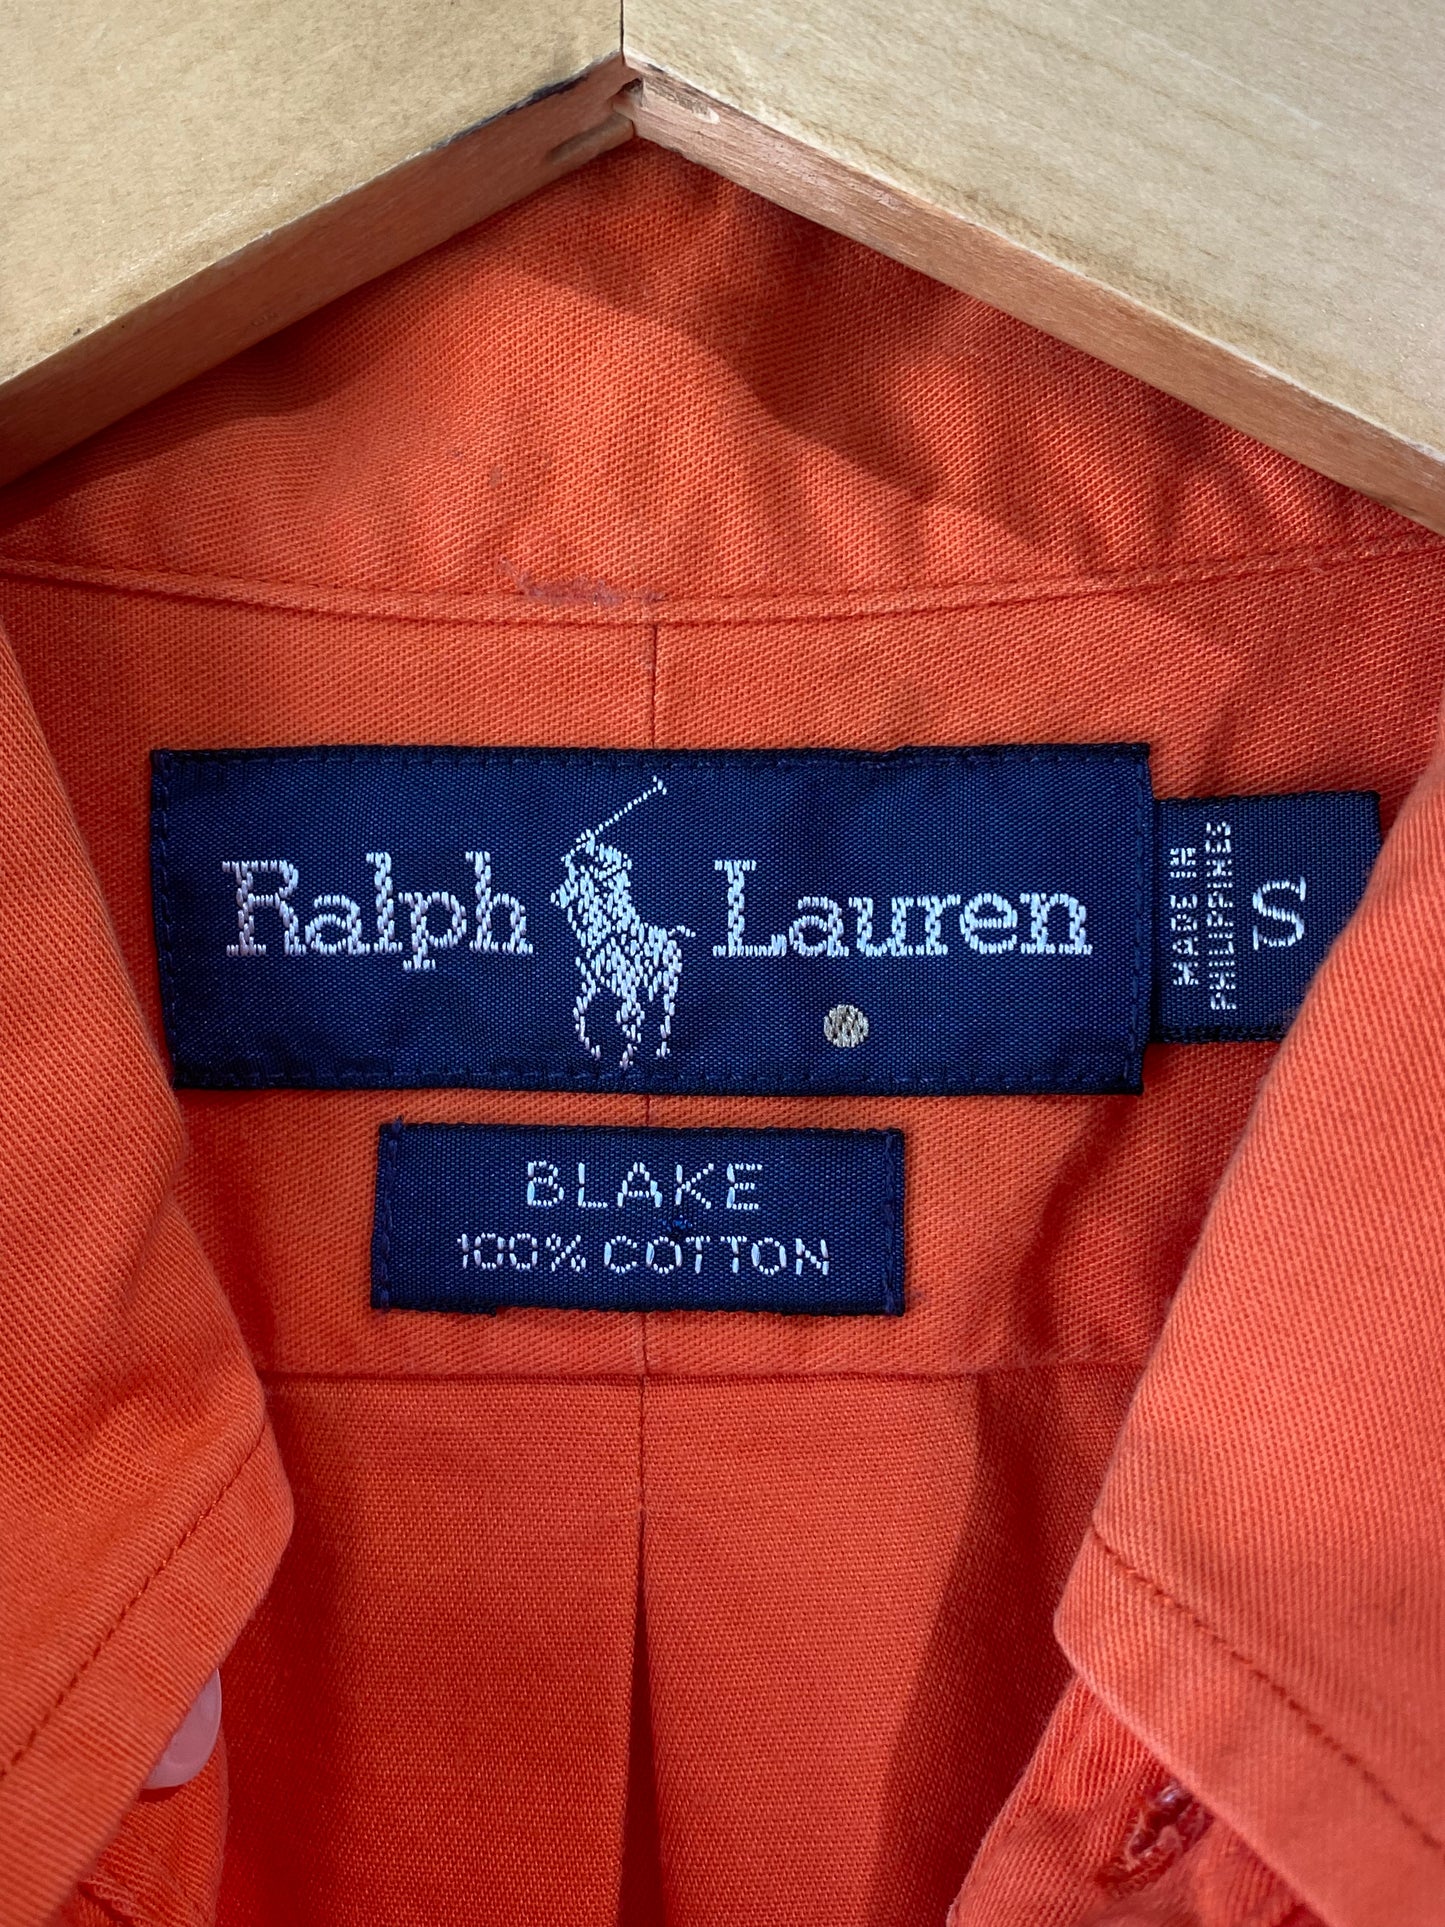 Ralph Lauren
MADE IN
PHILIPPINES
S
BLAKE
100% COTTON